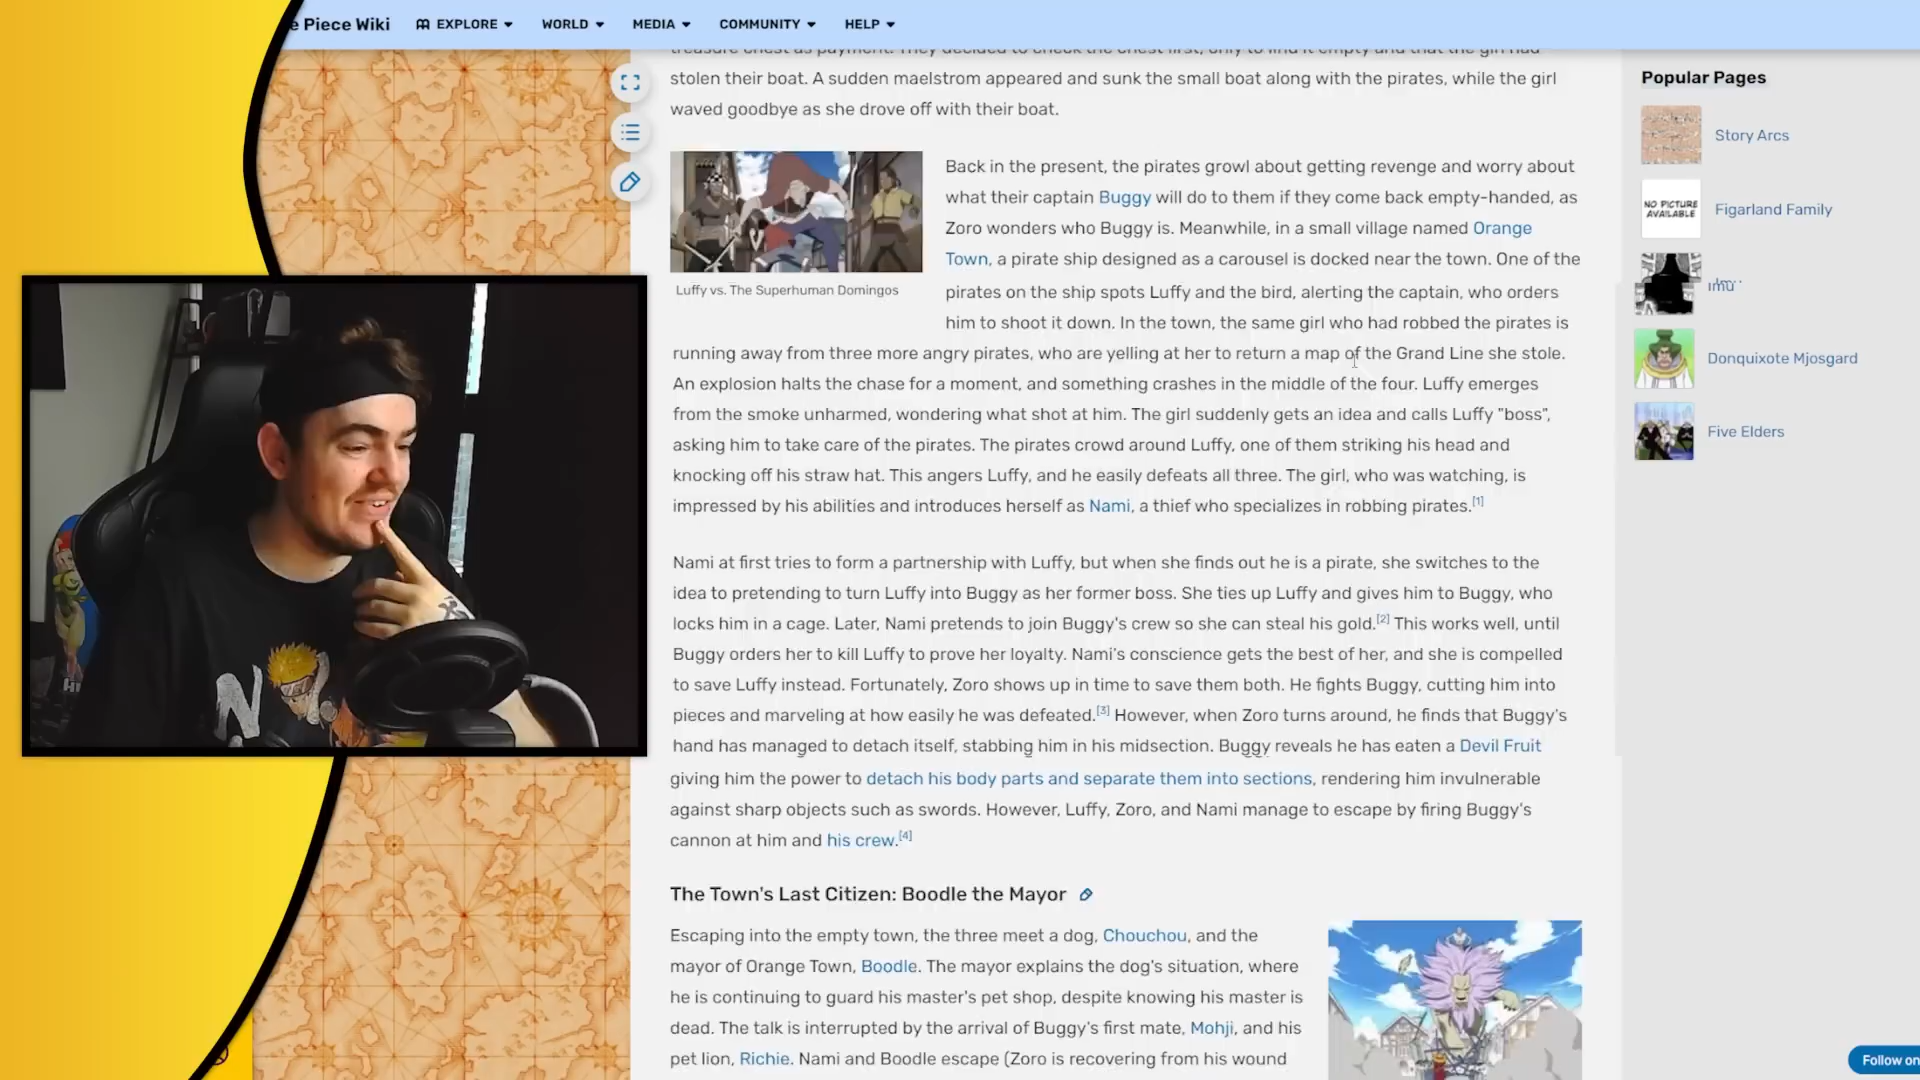 e Piece Wiki
EXPLORE
WORLD
MEDIA
COMMUNITY
HELP
treasure chest as payment. They decided to check the chest first, only to find it empty and that the girl had
stolen their boat. A sudden maelstrom appeared and sunk the small boat along with the pirates, while the girl
waved goodbye as she drove off with their boat.
Luffy vs. The Superhuman Domingos
Back in the present, the pirates growl about getting revenge and worry about
what their captain Buggy will do to them if they come back empty-handed, as
Zoro wonders who Buggy is. Meanwhile, in a small village named Orange
Town, a pirate ship designed as a carousel is docked near the town. One of the
pirates on the ship spots Luffy and the bird, alerting the captain, who orders
him to shoot it down. In the town, the same girl who had robbed the pirates is
running away from three more angry pirates, who are yelling at her to return a map of the Grand Line she stole.
An explosion halts the chase for a moment, and something crashes in the middle of the four. Luffy emerges
from the smoke unharmed, wondering what shot at him. The girl suddenly gets an idea and calls Luffy "boss",
asking him to take care of the pirates. The pirates crowd around Luffy, one of them striking his head and
knocking off his straw hat. This angers Luffy, and he easily defeats all three. The girl, who was watching, is
impressed by his abilities and introduces herself as Nami, a thief who specializes in robbing pirates.[1]
Nami at first tries to form a partnership with Luffy, but when she finds out he is a pirate, she switches to the
idea to pretending to turn Luffy into Buggy as her former boss. She ties up Luffy and gives him to Buggy, who
locks him in a cage. Later, Nami pretends to join Buggy's crew so she can steal his gold.[2] This works well, until
Buggy orders her to kill Luffy to prove her loyalty. Nami's conscience gets the best of her, and she is compelled
to save Luffy instead. Fortunately, Zoro shows up in time to save them both. He fights Buggy, cutting him into
pieces and marveling at how easily he was defeated.[3] However, when Zoro turns around, he finds that Buggy's
hand has managed to detach itself, stabbing him in his midsection. Buggy reveals he has eaten a Devil Fruit
giving him the power to detach his body parts and separate them into sections, rendering him invulnerable
against sharp objects such as swords. However, Luffy, Zoro, and Nami manage to escape by firing Buggy's
cannon at him and his crew.[4]
The Town's Last Citizen: Boodle the Mayor
Escaping into the empty town, the three meet a dog, Chouchou, and the
mayor of Orange Town, Boodle. The mayor explains the dog's situation, where
he is continuing to guard his master's pet shop, despite knowing his master is
dead. The talk is interrupted by the arrival of Buggy's first mate, Mohji, and his
pet lion, Richie. Nami and Boodle escape (Zoro is recovering from his wound
Popular Pages
Story Arcs
NO PICTURE
AVAILABLE
Figarland Family
Imu
Donquixote Mjosgard
Five Elders
Follow on